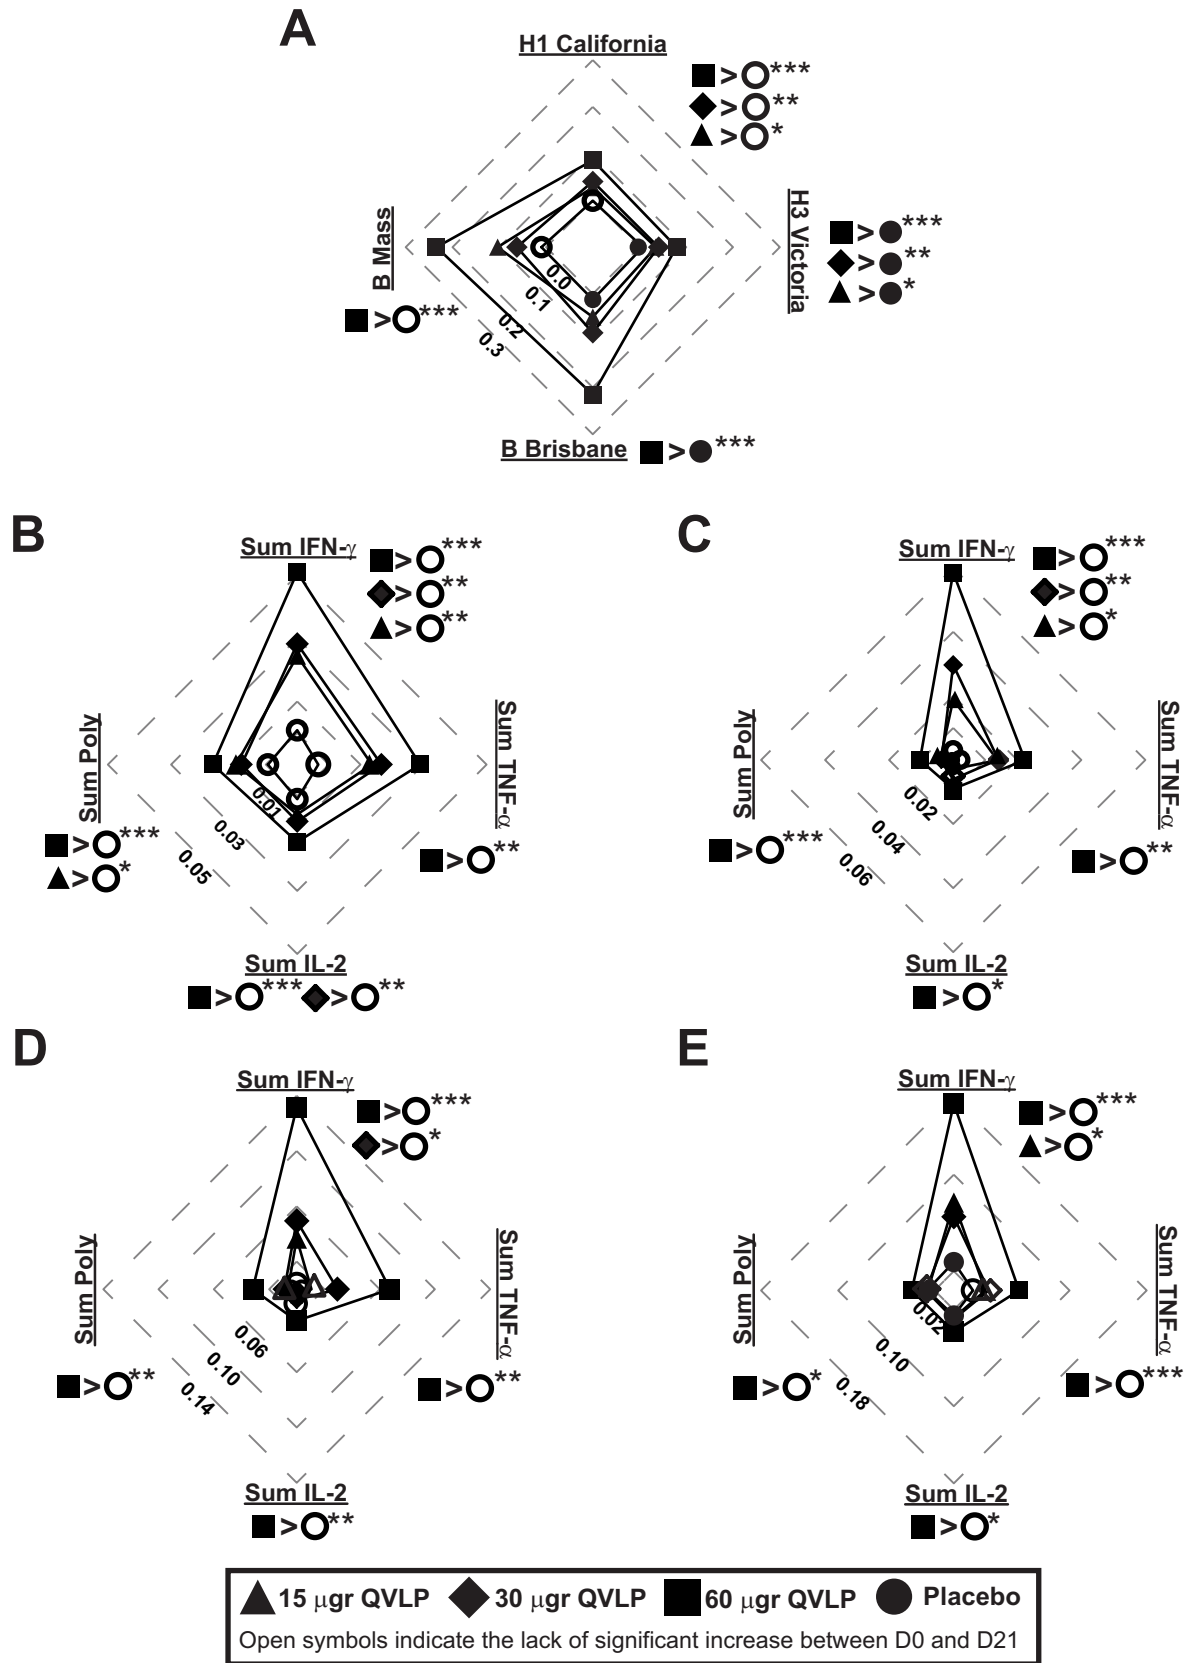 A
H1 California
■ > ○***
◆ > ○**
▲ > ○*
B Mass
■ > ○***
H3 Victoria
■ > ●***
◆ > ●**
▲ > ●*
0.0
0.1
0.2
0.3
B Brisbane ■ > ●***
B
Sum IFN-γ
■ > ○***
◆ > ○**
▲ > ○**
Sum Poly
■ > ○***
▲ > ○*
Sum TNF-α
■ > ○**
0.01
0.03
0.05
Sum IL-2
■ > ○*** ◆ > ○**
C
Sum IFN-γ
■ > ○***
◆ > ○**
▲ > ○*
Sum Poly
■ > ○***
Sum TNF-α
■ > ○**
0.02
0.04
0.06
Sum IL-2
■ > ○*
D
Sum IFN-γ
■ > ○***
◆ > ○*
Sum Poly
■ > ○**
Sum TNF-α
■ > ○**
0.06
0.10
0.14
Sum IL-2
■ > ○**
E
Sum IFN-γ
■ > ○***
▲ > ○*
Sum Poly
■ > ○*
Sum TNF-α
■ > ○***
0.02
0.10
0.18
Sum IL-2
■ > ○*
▲ 15 μgr QVLP ◆ 30 μgr QVLP ■ 60 μgr QVLP ● Placebo
Open symbols indicate the lack of significant increase between D0 and D21